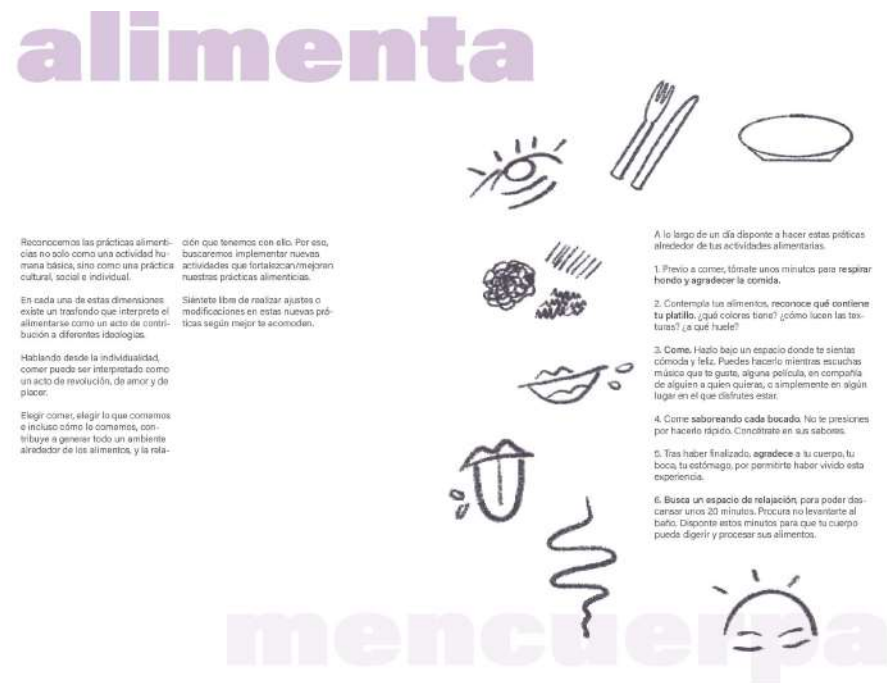 alimenta
Reconocemos las prácticas alimenti-
cias no solo como una actividad hu-
mana básica, sino como una práctica
cultural, social e individual.
En cada una de estas dimensiones
existe un trasfondo que interpreta el
alimentarse como un acto de contri-
bución a diferentes ideologías.
Hablando desde la individualidad,
comer puede ser interpretado como
un acto de revolución, de amor y de
placer.
Elegir comer, elegir lo que comemos
e incluso cómo lo comemos, con-
tribuye a generar todo un ambiente
alrededor de los alimentos, y la rela-
ción que tenemos con ello. Por eso,
buscaremos implementar nuevas
actividades que fortalezcan/mejoren
nuestras prácticas alimenticias.
Siéntete libre de realizar ajustes o
modificaciones en estas nuevas prác-
ticas según mejor te acomoden.
A lo largo de un día disponte a hacer estas práticas
alrededor de tus actividades alimentarias.
1. Previo a comer, tómate unos minutos para respirar
hondo y agradecer la comida.
2. Contempla tus alimentos, reconoce qué contiene
tu platillo. ¿qué colores tiene? ¿cómo lucen las tex-
turas? ¿a qué huele?
3. Come. Hazlo bajo un espacio donde te sientas
cómoda y feliz. Puedes hacerlo mientras escuchas
música que te guste, alguna película, en compañía
de alguien a quien quieras, o simplemente en algún
lugar en el que disfrutes estar.
4. Come saboreando cada bocado. No te presiones
por hacerlo rápido. Concéntrate en sus sabores.
5. Tras haber finalizado, agradece a tu cuerpo, tu
boca, tu estómago, por permitirte haber vivido esta
experiencia.
6. Busca un espacio de relajación, para poder des-
cansar unos 20 minutos. Procura no levantarte al
baño. Disponte estos minutos para que tu cuerpo
pueda digerir y procesar sus alimentos.
mencuerpa